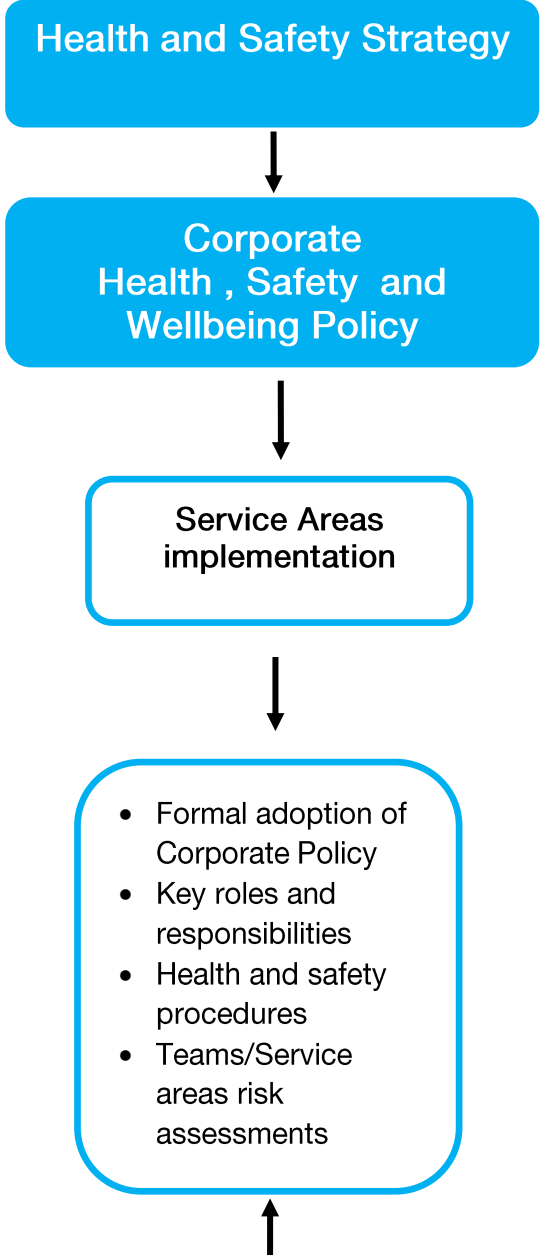 Health and Safety Strategy
Corporate
Health , Safety  and
Wellbeing Policy
Service Areas
implementation
• Formal adoption of
Corporate Policy
• Key roles and
responsibilities
• Health and safety
procedures
• Teams/Service
areas risk
assessments